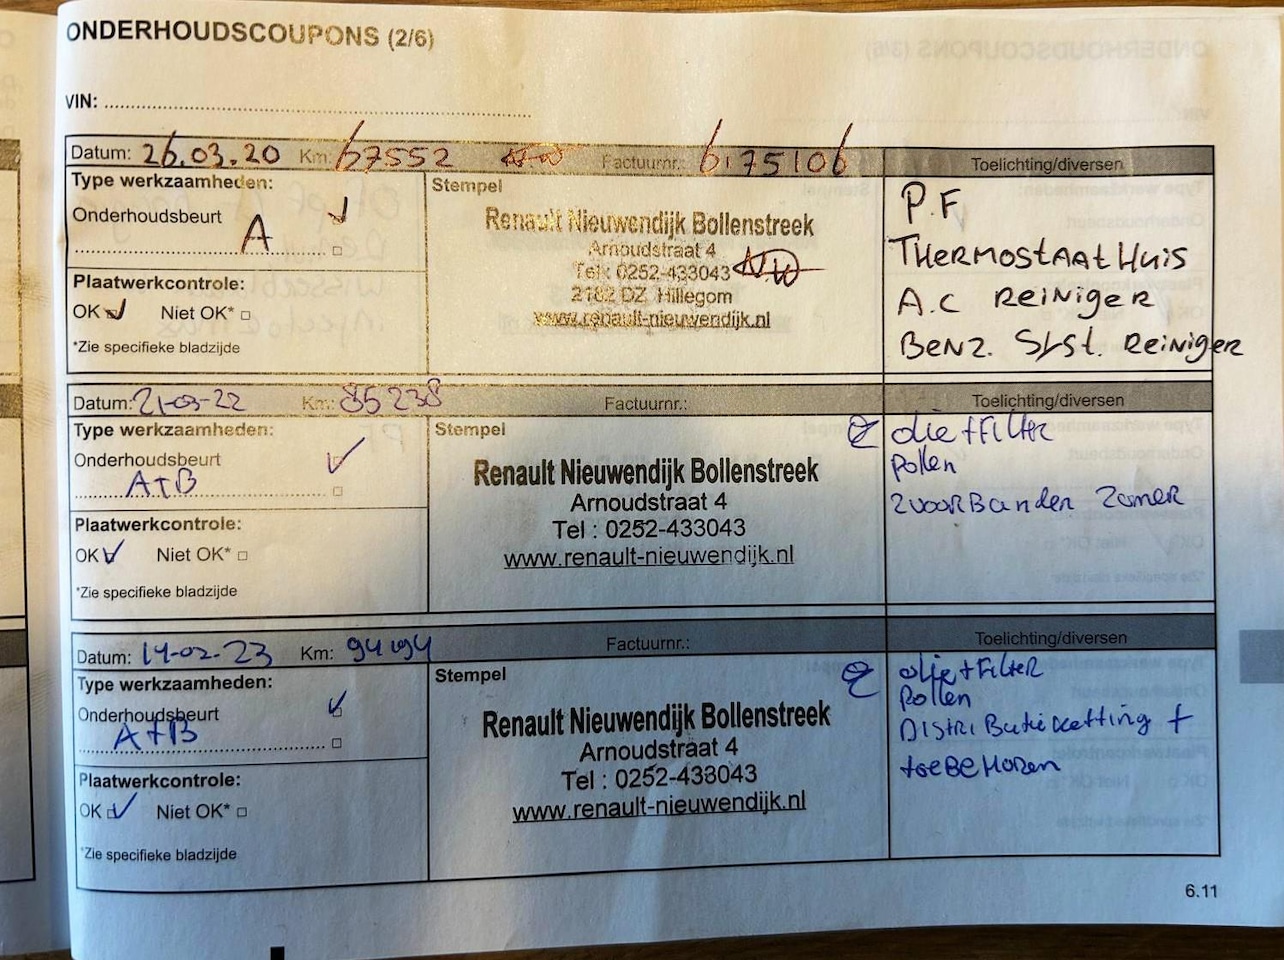 ONDERHOUDSCOUPONS (2/6)
VIN:
Datum: 26.03.20 Km: 67552 Factuurnr.: 6175106 Toelichting/diversen
Type werkzaamheden:
Onderhoudsbeurt
A
Plaatwerkcontrole:
OK Niet OK*
*Zie specifieke bladzijde
Stempel
Renault Nieuwendijk Bollenstreek
Arnoudstraat 4
Tel : 0252-433043
2182 DZ Hillegom
www.renault-nieuwendijk.nl
P.F
THERMOSTAAT HUIS
A.C REINIGER
BENZ. SYST. REINIGER
Datum: 21-03-22 Km: 85238 Factuurnr.: Toelichting/diversen
Type werkzaamheden:
Onderhoudsbeurt
A+B
Plaatwerkcontrole:
OK Niet OK*
*Zie specifieke bladzijde
Stempel
Renault Nieuwendijk Bollenstreek
Arnoudstraat 4
Tel : 0252-433043
www.renault-nieuwendijk.nl
olie+Filter
pollen
2voorBanden Zomer
Datum: 14-02-23 Km: 94194 Factuurnr.: Toelichting/diversen
Type werkzaamheden:
Onderhoudsbeurt
A+B
Plaatwerkcontrole:
OK Niet OK*
*Zie specifieke bladzijde
Stempel
Renault Nieuwendijk Bollenstreek
Arnoudstraat 4
Tel : 0252-433043
www.renault-nieuwendijk.nl
olie+Filter
Pollen
DistriButieketting +
toeBeHoren
6.11